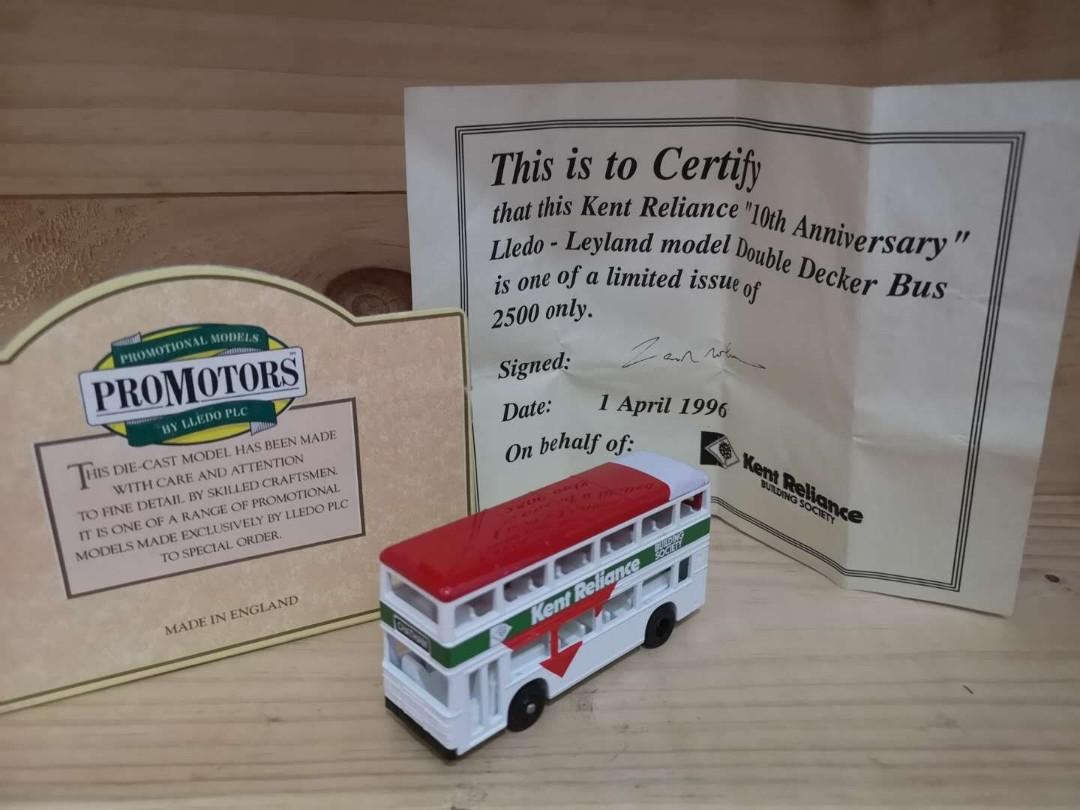 This is to Certify
that this Kent Reliance "10th Anniversary"
Lledo - Leyland model Double Decker Bus
is one of a limited issue of
2500 only.
Signed:
Date: 1 April 1996
On behalf of:
Kent Reliance
BUILDING SOCIETY
PROMOTIONAL MODELS
PROMOTORS™
BY LLEDO PLC
THIS DIE-CAST MODEL HAS BEEN MADE
WITH CARE AND ATTENTION
TO FINE DETAIL BY SKILLED CRAFTSMEN.
IT IS ONE OF A RANGE OF PROMOTIONAL
MODELS MADE EXCLUSIVELY BY LLEDO PLC
TO SPECIAL ORDER.
MADE IN ENGLAND
Kent Reliance
BUILDING
SOCIETY